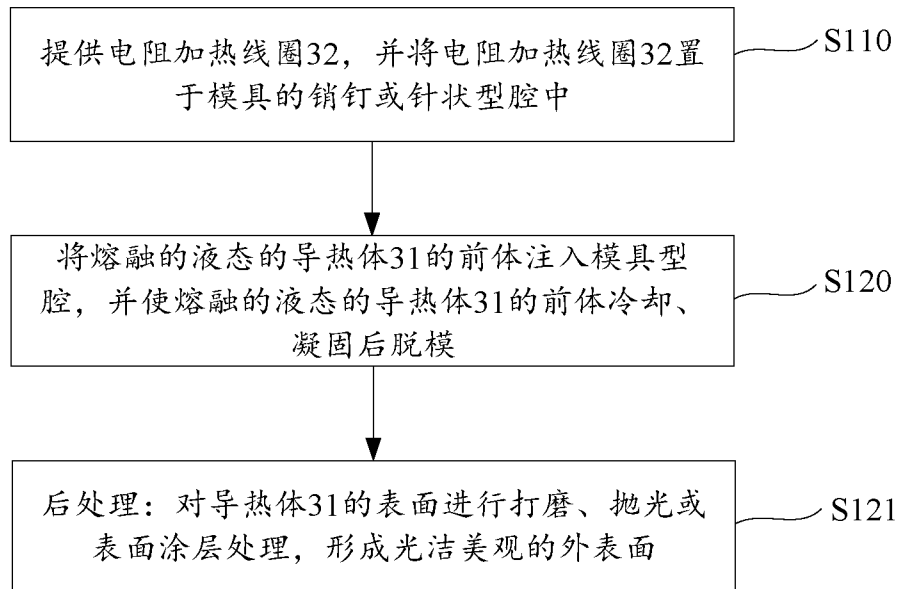 提供电阻加热线圈32，并将电阻加热线圈32置
于模具的销钉或针状型腔中
S110
将熔融的液态的导热体31的前体注入模具型
腔，并使熔融的液态的导热体31的前体冷却、
凝固后脱模
S120
后处理：对导热体31的表面进行打磨、抛光或
表面涂层处理，形成光洁美观的外表面
S121